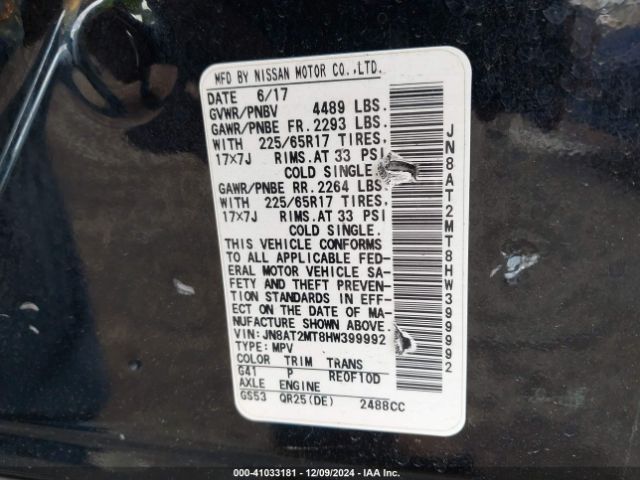 MFD BY NISSAN MOTOR CO.,LTD.
DATE 6/17
GVWR/PNBV 4489 LBS.
GAWR/PNBE FR. 2293 LBS.
WITH 225/65R17 TIRES.
17×7J RIMS. AT 33 PSI
COLD SINGLE.
GAWR/PNBE RR. 2264 LBS.
WITH 225/65R17 TIRES.
17×7J RIMS. AT 33 PSI
COLD SINGLE.
THIS VEHICLE CONFORMS
TO ALL APPLICABLE FED-
ERAL MOTOR VEHICLE SA-
FETY AND THEFT PREVEN-
TION STANDARDS IN EFF-
ECT ON THE DATE OF MA-
NUFACTURE SHOWN ABOVE.
VIN: JN8AT2MT8HW399992
TYPE: MPV
COLOR TRIM TRANS
G41 P RE0F10D
AXLE ENGINE
GS53 QR25(DE) 2488CC
JN8AT2MT8HW399992
000-41033181 - 12/09/2024 - IAA Inc.